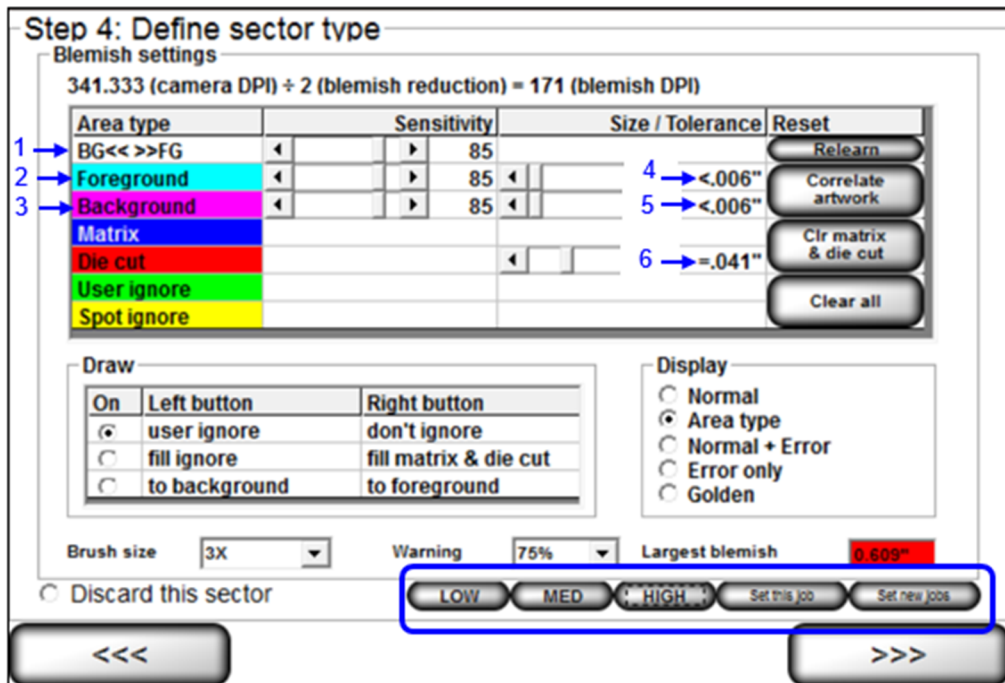 Step 4: Define sector type
Blemish settings
341.333 (camera DPI) ÷ 2 (blemish reduction) = 171 (blemish DPI)
Area type Sensitivity Size / Tolerance Reset
1 BG<< >>FG 85 Relearn
2 Foreground 85 4 <.006" Correlate artwork
3 Background 85 5 <.006"
Matrix Clr matrix & die cut
Die cut 6 =.041"
User ignore Clear all
Spot ignore
Draw
On Left button Right button
user ignore don't ignore
fill ignore fill matrix & die cut
to background to foreground
Display
Normal
Area type
Normal + Error
Error only
Golden
Brush size 3X Warning 75% Largest blemish 0.609"
Discard this sector LOW MED HIGH Set this job Set new jobs
<<< >>>